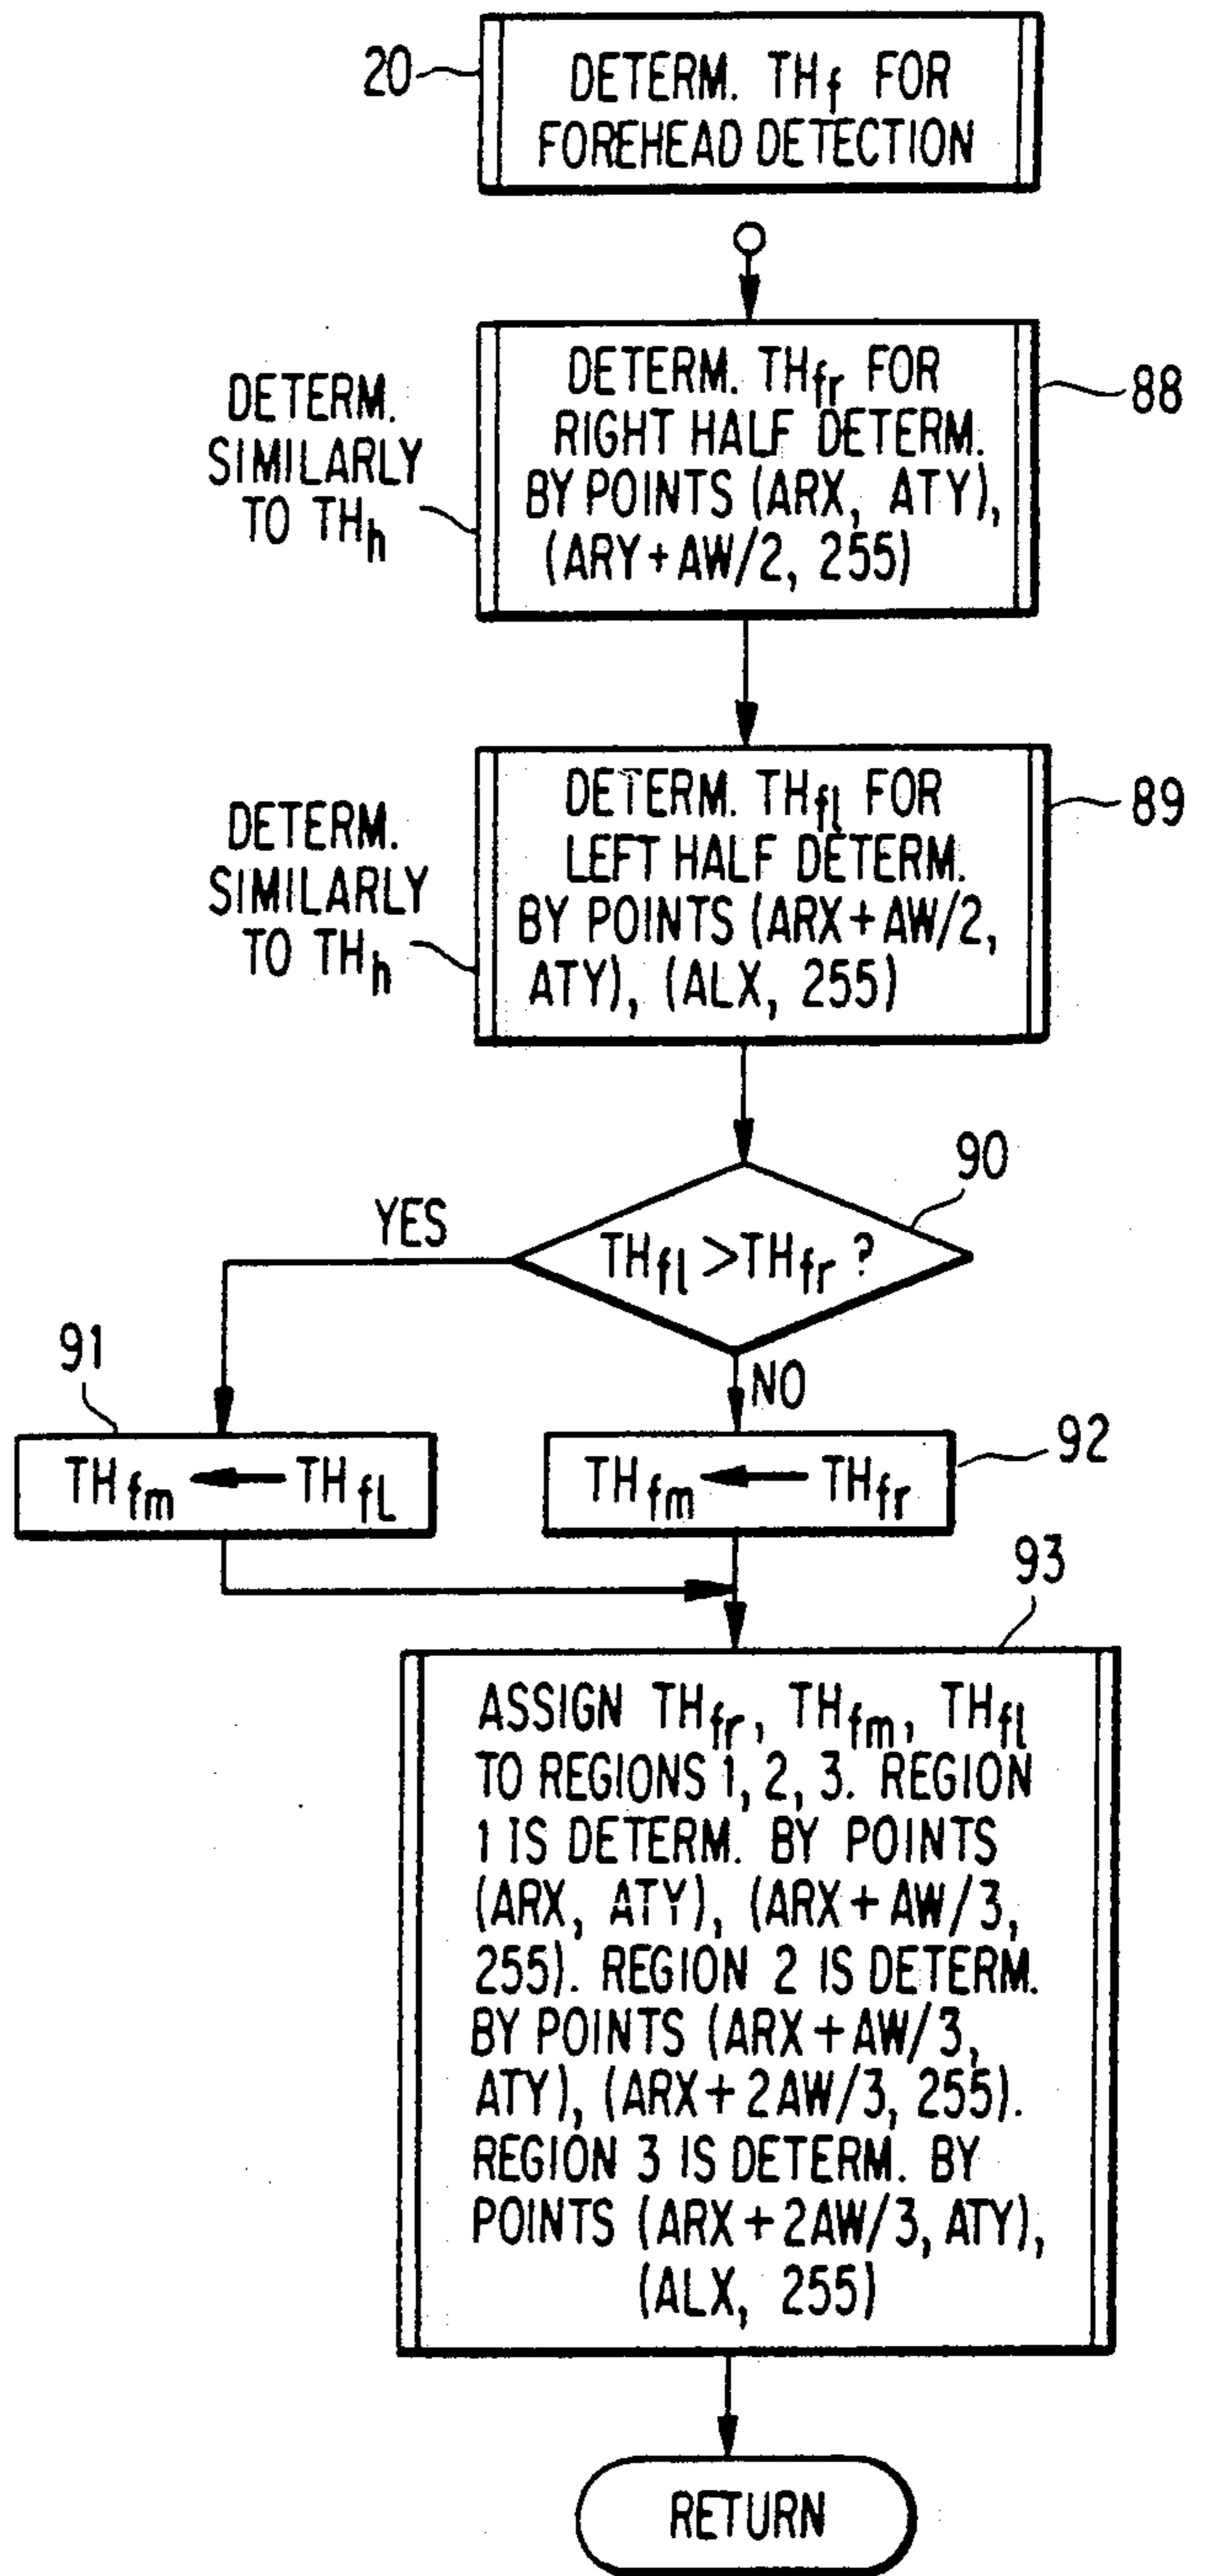 20
DETERM. THf FOR
FOREHEAD DETECTION
DETERM.
SIMILARLY
TO THh
DETERM. THfr FOR
RIGHT HALF DETERM.
BY POINTS (ARX, ATY),
(ARY+AW/2, 255)
88
DETERM.
SIMILARLY
TO THh
DETERM. THfl FOR
LEFT HALF DETERM.
BY POINTS (ARX+AW/2,
ATY), (ALX, 255)
89
90
THfl > THfr ?
YES
NO
91
THfm ← THfL
THfm ← THfr
92
93
ASSIGN THfr, THfm, THfl
TO REGIONS 1, 2, 3. REGION
1 IS DETERM. BY POINTS
(ARX, ATY), (ARX+AW/3,
255). REGION 2 IS DETERM.
BY POINTS (ARX+AW/3,
ATY), (ARX+2AW/3, 255).
REGION 3 IS DETERM. BY
POINTS (ARX+2AW/3, ATY),
(ALX, 255)
RETURN